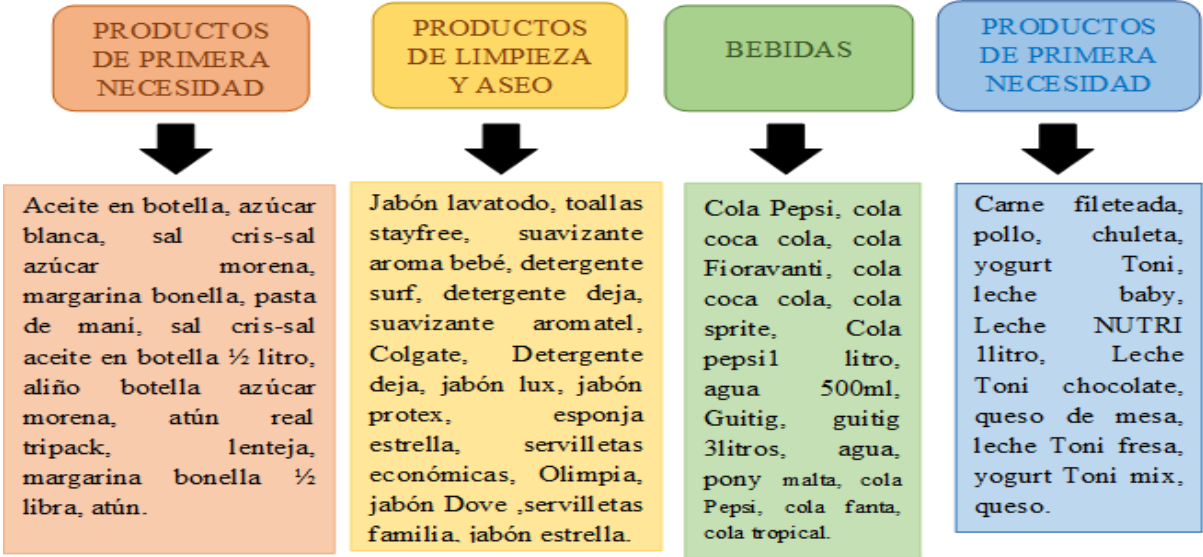 PRODUCTOS
DE PRIMERA
NECESIDAD
PRODUCTOS
DE LIMPIEZA
Y ASEO
BEBIDAS
PRODUCTOS
DE PRIMERA
NECESIDAD
Aceite en botella, azúcar
blanca, sal cris-sal
azúcar morena,
margarina bonella, pasta
de maní, sal cris-sal
aceite en botella ½ litro,
aliño botella azúcar
morena, atún real
tripack, lenteja,
margarina bonella ½
libra, atún.
Jabón lavatodo, toallas
stayfree, suavizante
aroma bebé, detergente
surf, detergente deja,
suavizante aromatel,
Colgate, Detergente
deja, jabón lux, jabón
protex, esponja
estrella, servilletas
económicas, Olimpia,
jabón Dove ,servilletas
familia, jabón estrella.
Cola Pepsi, cola
coca cola, cola
Fioravanti, cola
coca cola, cola
sprite, Cola
pepsi1 litro,
agua 500ml,
Guitig, guitig
3litros, agua,
pony malta, cola
Pepsi, cola fanta,
cola tropical.
Carne fileteada,
pollo, chuleta,
yogurt Toni,
leche baby,
Leche NUTRI
1litro, Leche
Toni chocolate,
queso de mesa,
leche Toni fresa,
yogurt Toni mix,
queso.